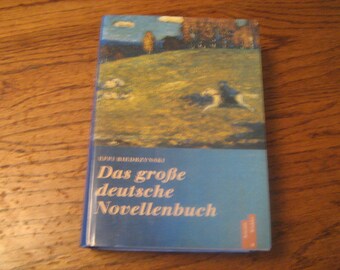 Das große
deutsche
Novellenbuch